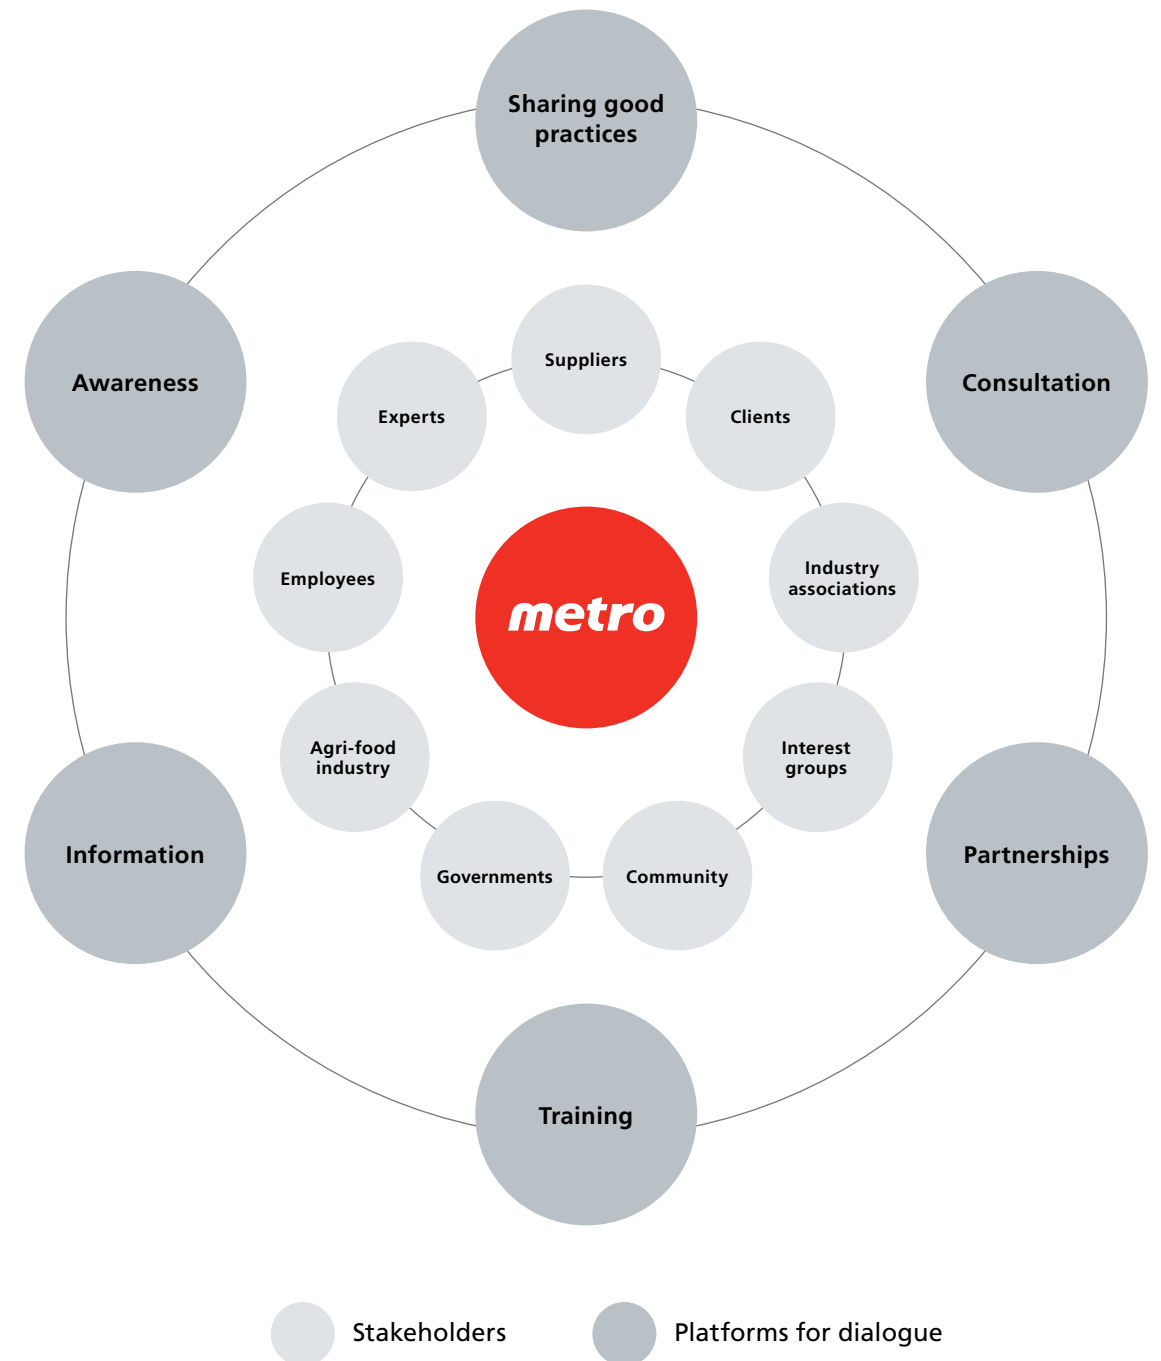 Sharing good
practices
Awareness
Consultation
Suppliers
Experts
Clients
Employees
Industry
associations
metro
Agri-food
industry
Interest
groups
Information
Partnerships
Governments
Community
Training
Stakeholders
Platforms for dialogue